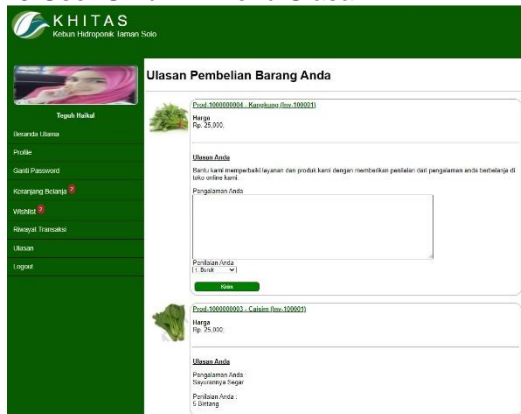 KHITAS
Kebun Hidroponik Taman Solo
Teguh Haikal
Beranda Utama
Profile
Ganti Password
Keranjang Belanja
Wishlist
Riwayat Transaksi
Ulasan
Logout
Ulasan Pembelian Barang Anda
Prod-1000000004 - Kangkung (Inv-100001)
Harga
Rp. 25,000,
Ulasan Anda
Bantu kami memperbaiki layanan dan produk kami dengan memberikan penilaian dari pengalaman anda berbelanja di
toko online kami.
Pengalaman Anda
Penilaian Anda
1. Buruk
Kirim
Prod-1000000003 - Caisim (Inv-100001)
Harga
Rp. 25,000,
Ulasan Anda
Pengalaman Anda :
Sayurannya Segar
Penilaian Anda :
5 Bintang